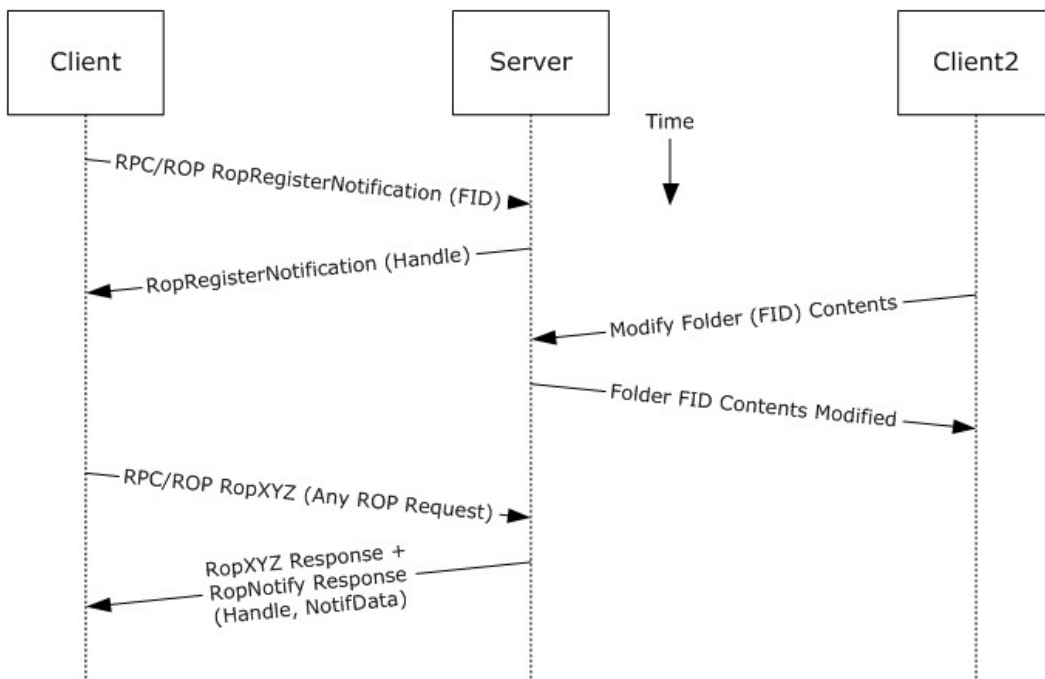 Client
Server
Client2
Time
RPC/ROP RopRegisterNotification (FID)
RopRegisterNotification (Handle)
Modify Folder (FID) Contents
Folder FID Contents Modified
RPC/ROP RopXYZ (Any ROP Request)
RopXYZ Response +
RopNotify Response
(Handle, NotifData)